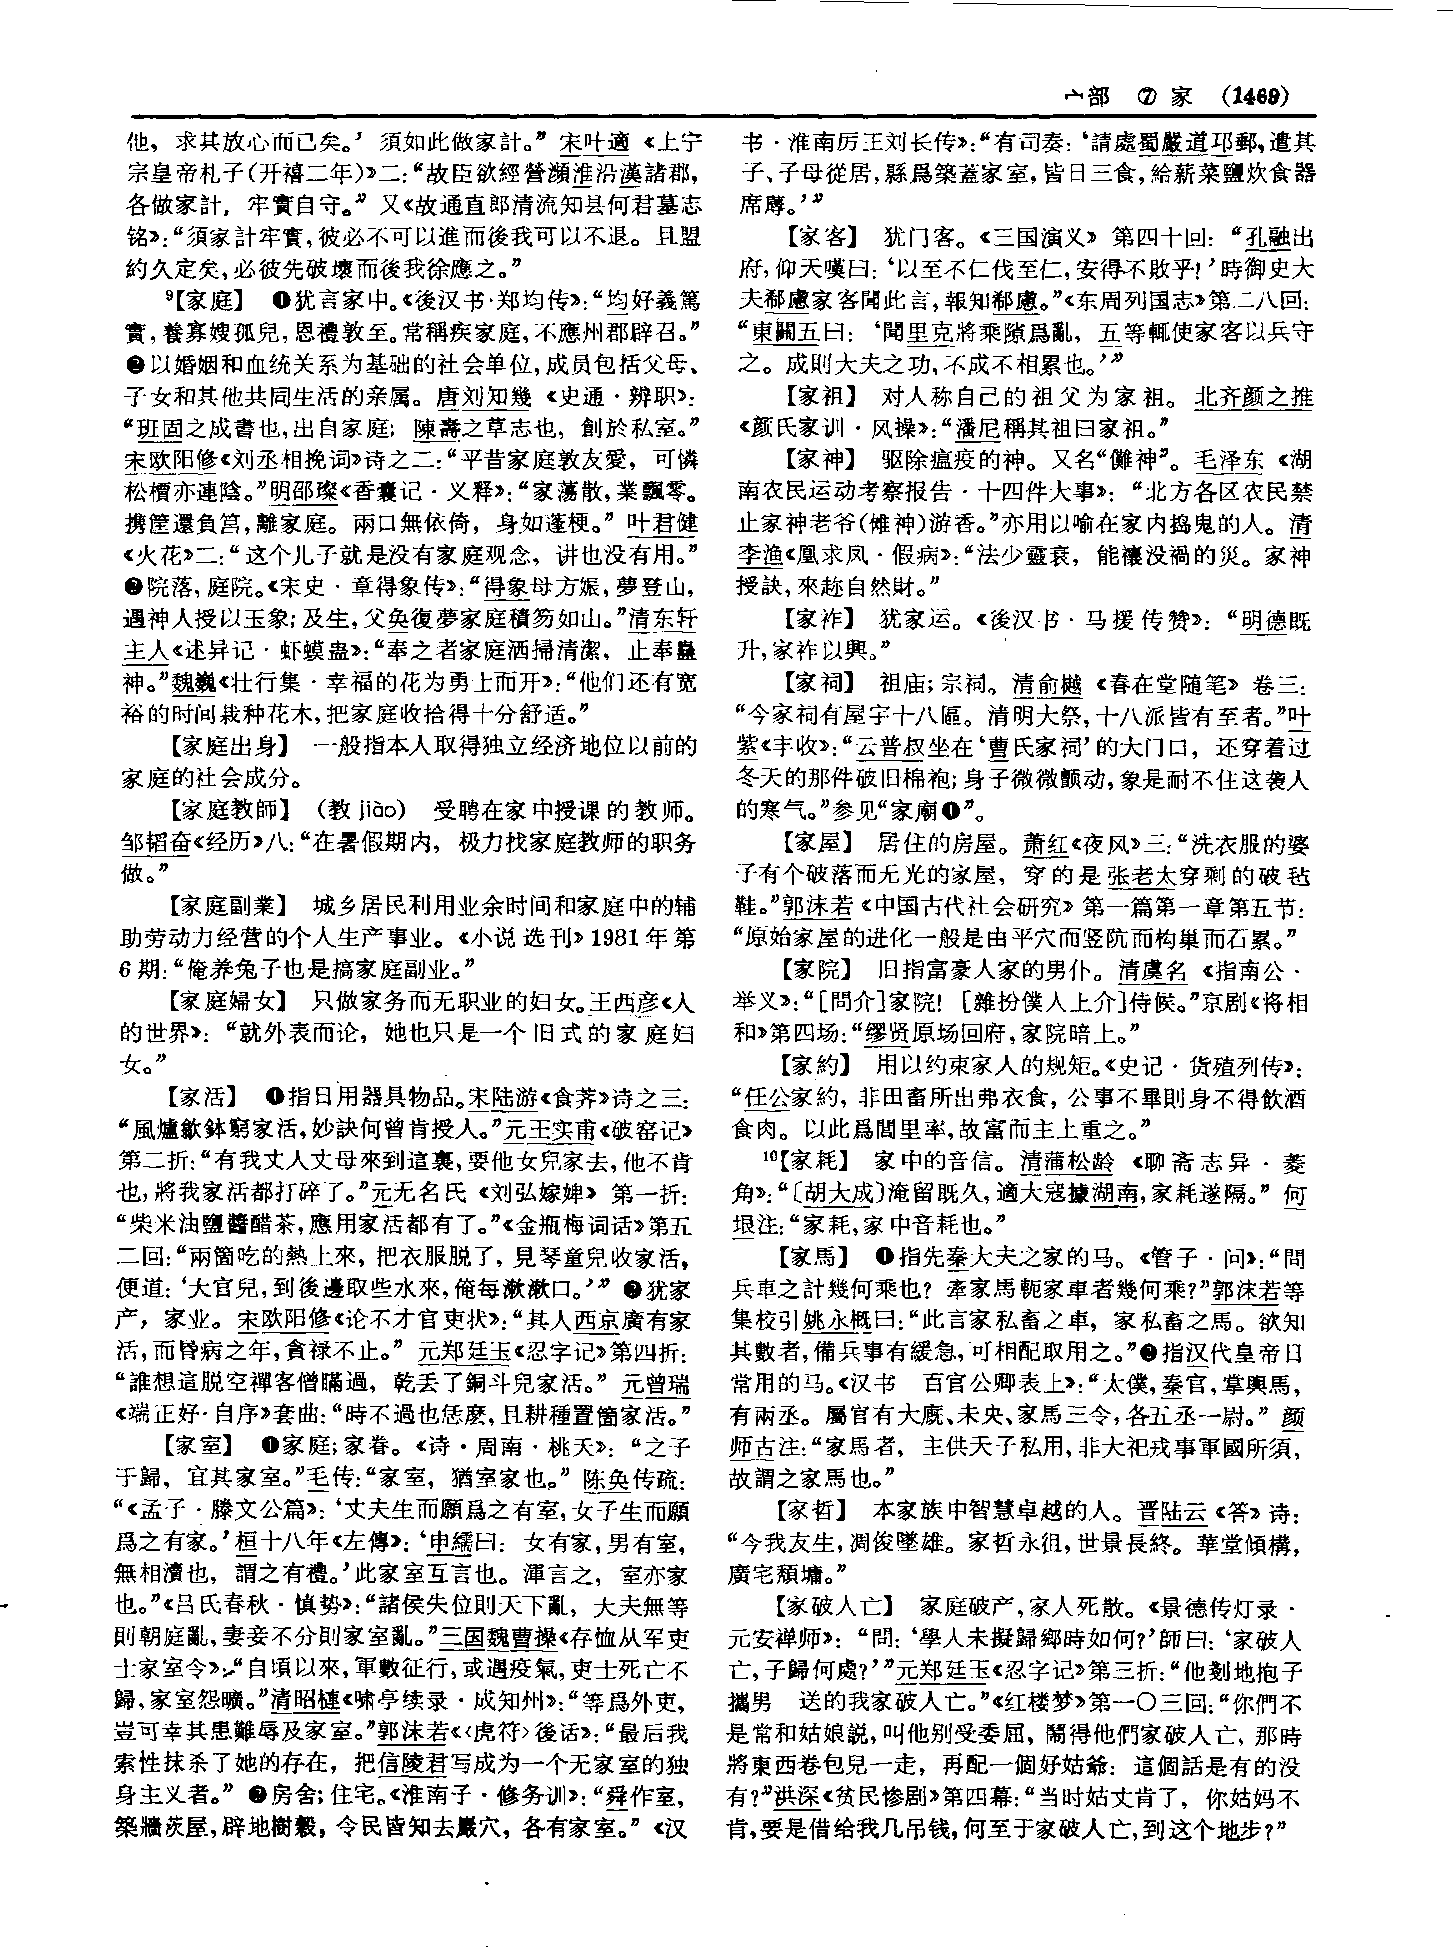 宀部 ⑦ 家 (1469)
他，求其放心而已矣。’須如此做家計。”宋叶適《上宁
宗皇帝札子(开禧二年)》二:“故臣欲經營瀕淮沿漢諸郡，
各做家計，牢實自守。”又《故通直郎清流知县何君墓志
铭》:“須家計牢實，彼必不可以進而後我可以不退。且盟
約久定矣，必彼先破壞而後我徐應之。”
⁹【家庭】 ❶犹言家中。《後汉书·郑均传》:“均好義篤
實，養寡嫂孤兒，恩禮敦至。常稱疾家庭，不應州郡辟召。”
❷以婚姻和血统关系为基础的社会单位，成员包括父母、
子女和其他共同生活的亲属。唐刘知幾《史通·辨职》:
“班固之成書也，出自家庭；陳壽之草志也，創於私室。”
宋欧阳修《刘丞相挽词》诗之二:“平昔家庭敦友愛，可憐
松檟亦連陰。”明邵璨《香囊记·义释》:“家蕩散，業飄零。
携筐還負筥，離家庭。兩口無依倚，身如蓬梗。”叶君健
《火花》二:“这个儿子就是没有家庭观念，讲也没有用。”
❸院落，庭院。《宋史·章得象传》:“得象母方娠，夢登山，
遇神人授以玉象；及生，父奂復夢家庭積笏如山。”清东轩
主人《述异记·虾蟆蛊》:“奉之者家庭洒掃清潔，止奉蠱
神。”魏巍《壮行集·幸福的花为勇士而开》:“他们还有宽
裕的时间栽种花木，把家庭收拾得十分舒适。”
【家庭出身】 一般指本人取得独立经济地位以前的
家庭的社会成分。
【家庭教師】 (教 jiāo) 受聘在家中授课的教师。
邹韬奋《经历》八:“在暑假期内，极力找家庭教师的职务
做。”
【家庭副業】 城乡居民利用业余时间和家庭中的辅
助劳动力经营的个人生产事业。《小说选刊》1981年第
6期:“俺养兔子也是搞家庭副业。”
【家庭婦女】 只做家务而无职业的妇女。王西彦《人
的世界》:“就外表而论，她也只是一个旧式的家庭妇
女。”
【家活】 ❶指日用器具物品。宋陆游《食荠》诗之三:
“風爐歙鉢窮家活，妙訣何曾肯授人。”元王实甫《破窑记》
第二折:“有我丈人丈母來到這裏，要他女兒家去，他不肯
也，將我家活都打碎了。”元无名氏《刘弘嫁婢》第一折:
“柴米油鹽醬醋茶，應用家活都有了。”《金瓶梅词话》第五
二回:“兩箇吃的熱上來，把衣服脱了，見琴童兒收家活，
便道:‘大官兒，到後邊取些水來，俺每漱漱口。’”❷犹家
产，家业。宋欧阳修《论不才官吏状》:“其人西京廣有家
活，而昏病之年，貪禄不止。”元郑廷玉《忍字记》第四折:
“誰想這脱空禪客僧瞞過，乾丢了銅斗兒家活。”元曾瑞
《端正好·自序》套曲:“時不遇也恁麽，且耕種置箇家活。”
【家室】 ❶家庭；家眷。《诗·周南·桃夭》:“之子
于歸，宜其家室。”毛传:“家室，猶室家也。”陈奂传疏:
“《孟子·滕文公篇》:‘丈夫生而願爲之有室，女子生而願
爲之有家。’桓十八年《左傳》:‘申繻曰:女有家，男有室，
無相瀆也，謂之有禮。’此家室互言也。渾言之，室亦家
也。”《吕氏春秋·慎势》:“諸侯失位則天下亂，大夫無等
則朝庭亂，妻妾不分則家室亂。”三国魏曹操《存恤从军吏
士家室令》:“自頃以來，軍數征行，或遇疫氣，吏士死亡不
歸，家室怨曠。”清昭槤《啸亭续录·成知州》:“等爲外吏，
豈可幸其患難辱及家室。”郭沫若《〈虎符〉後话》:“最后我
索性抹杀了她的存在，把信陵君写成为一个无家室的独
身主义者。”❷房舍；住宅。《淮南子·修务训》:“舜作室，
築牆茨屋，辟地樹穀，令民皆知去巖穴，各有家室。”《汉
书·淮南厉王刘长传》:“有司奏:‘請處蜀嚴道邛郵，遣其
子、子母從居，縣爲築蓋家室，皆日三食，給薪菜鹽炊食器
席蓐。’”
【家客】 犹门客。《三国演义》第四十回:“孔融出
府，仰天嘆曰:‘以至不仁伐至仁，安得不敗乎！’時御史大
夫郗慮家客聞此言，報知郗慮。”《东周列国志》第二八回:
“東關五曰:‘聞里克將乘隙爲亂，五等輒使家客以兵守
之。成則大夫之功，不成不相累也。’”
【家祖】 对人称自己的祖父为家祖。北齐颜之推
《颜氏家训·风操》:“潘尼稱其祖曰家祖。”
【家神】 驱除瘟疫的神。又名“儺神”。毛泽东《湖
南农民运动考察报告·十四件大事》:“北方各区农民禁
止家神老爷(傩神)游香。”亦用以喻在家内捣鬼的人。清
李渔《凰求凤·假病》:“法少靈衰，能禳没禍的災。家神
授訣，來趂自然財。”
【家祚】 犹家运。《後汉书·马援传赞》:“明德既
升，家祚以興。”
【家祠】 祖庙；宗祠。清俞樾《春在堂随笔》卷三:
“今家祠有屋宇十八區。清明大祭，十八派皆有至者。”叶
紫《丰收》:“云普叔坐在‘曹氏家祠’的大门口，还穿着过
冬天的那件破旧棉袍；身子微微颤动，象是耐不住这袭人
的寒气。”参见“家廟❶”。
【家屋】 居住的房屋。萧红《夜风》三:“洗衣服的婆
子有个破落而无光的家屋，穿的是张老太穿剩的破毡
鞋。”郭沫若《中国古代社会研究》第一篇第一章第五节:
“原始家屋的进化一般是由平穴而竖阬而构巢而石累。”
【家院】 旧指富豪人家的男仆。清虞名《指南公·
举义》:“[問介]家院！[雜扮僕人上介]侍候。”京剧《将相
和》第四场:“缪贤原场回府，家院暗上。”
【家約】 用以约束家人的规矩。《史记·货殖列传》:
“任公家約，非田畜所出弗衣食，公事不畢則身不得飲酒
食肉。以此爲閭里率，故富而主上重之。”
¹⁰【家耗】 家中的音信。清蒲松龄《聊斋志异·菱
角》:“〔胡大成〕淹留既久，適大寇據湖南，家耗遂隔。”何
垠注:“家耗，家中音耗也。”
【家馬】 ❶指先秦大夫之家的马。《管子·问》:“問
兵車之計幾何乘也？牽家馬軛家車者幾何乘？”郭沫若等
集校引姚永概曰:“此言家私畜之車，家私畜之馬。欲知
其數者，備兵事有緩急，可相配取用之。”❷指汉代皇帝日
常用的马。《汉书 百官公卿表上》:“太僕，秦官，掌輿馬，
有兩丞。屬官有大廐、未央、家馬三令，各五丞一尉。”颜
师古注:“家馬者，主供天子私用，非大祀戎事軍國所須，
故謂之家馬也。”
【家哲】 本家族中智慧卓越的人。晋陆云《答》诗:
“今我友生，凋俊墜雄。家哲永徂，世景長終。華堂傾構，
廣宅頹墉。”
【家破人亡】 家庭破产，家人死散。《景德传灯录·
元安禅师》:“問:‘學人未擬歸鄉時如何？’師曰:‘家破人
亡，子歸何處？’”元郑廷玉《忍字记》第三折:“他剗地抱子
攜男 送的我家破人亡。”《红楼梦》第一〇三回:“你們不
是常和姑娘説，叫他别受委屈，鬧得他們家破人亡，那時
將東西卷包兒一走，再配一個好姑爺：這個話是有的没
有？”洪深《贫民惨剧》第四幕:“当时姑丈肯了，你姑妈不
肯，要是借给我几吊钱，何至于家破人亡，到这个地步？”